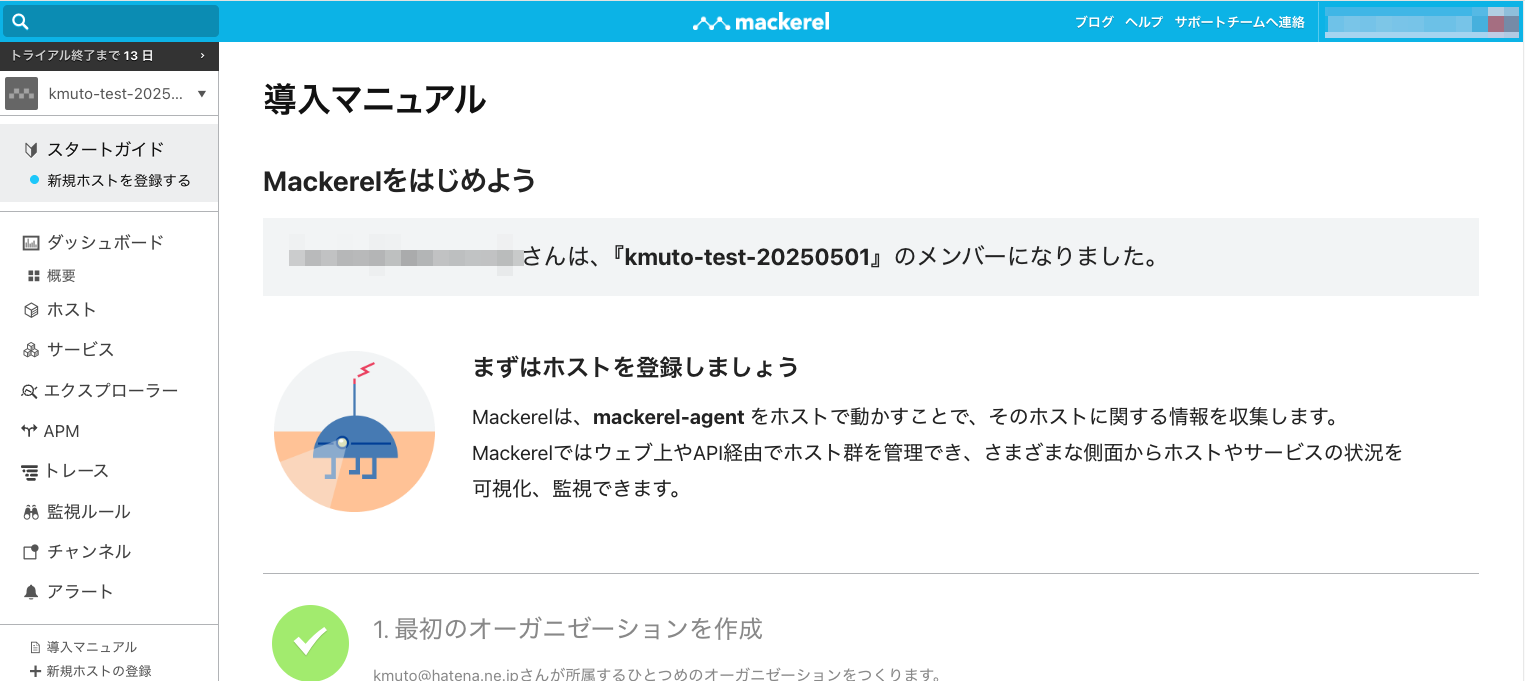 mackerel
ブログ ヘルプ サポートチームへ連絡
トライアル終了まで 13 日
kmuto-test-2025...
スタートガイド
新規ホストを登録する
ダッシュボード
概要
ホスト
サービス
エクスプローラー
APM
トレース
監視ルール
チャンネル
アラート
導入マニュアル
新規ホストの登録
導入マニュアル
Mackerelをはじめよう
さんは、『kmuto-test-20250501』のメンバーになりました。
まずはホストを登録しましょう
Mackerelは、mackerel-agent をホストで動かすことで、そのホストに関する情報を収集します。
Mackerelではウェブ上やAPI経由でホスト群を管理でき、さまざまな側面からホストやサービスの状況を
可視化、監視できます。
1. 最初のオーガニゼーションを作成
kmuto@hatena.ne.jpさんが所属するひとつめのオーガニゼーションをつくります。